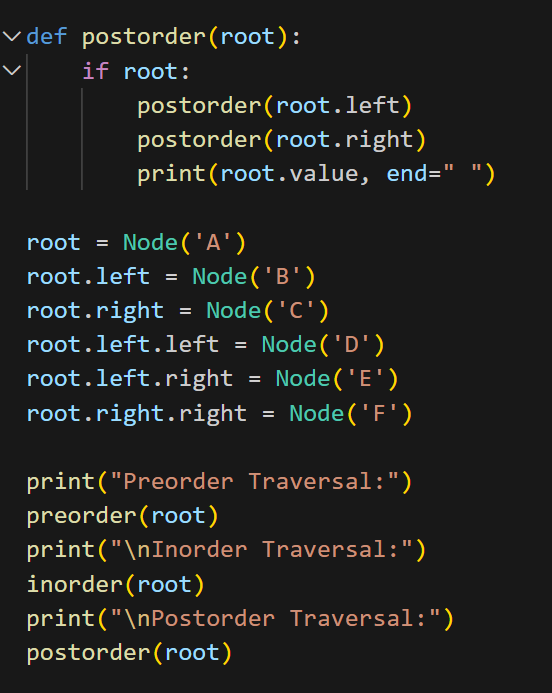 def postorder(root):
    if root:
        postorder(root.left)
        postorder(root.right)
        print(root.value, end=" ")

root = Node('A')
root.left = Node('B')
root.right = Node('C')
root.left.left = Node('D')
root.left.right = Node('E')
root.right.right = Node('F')

print("Preorder Traversal:")
preorder(root)
print("\nInorder Traversal:")
inorder(root)
print("\nPostorder Traversal:")
postorder(root)